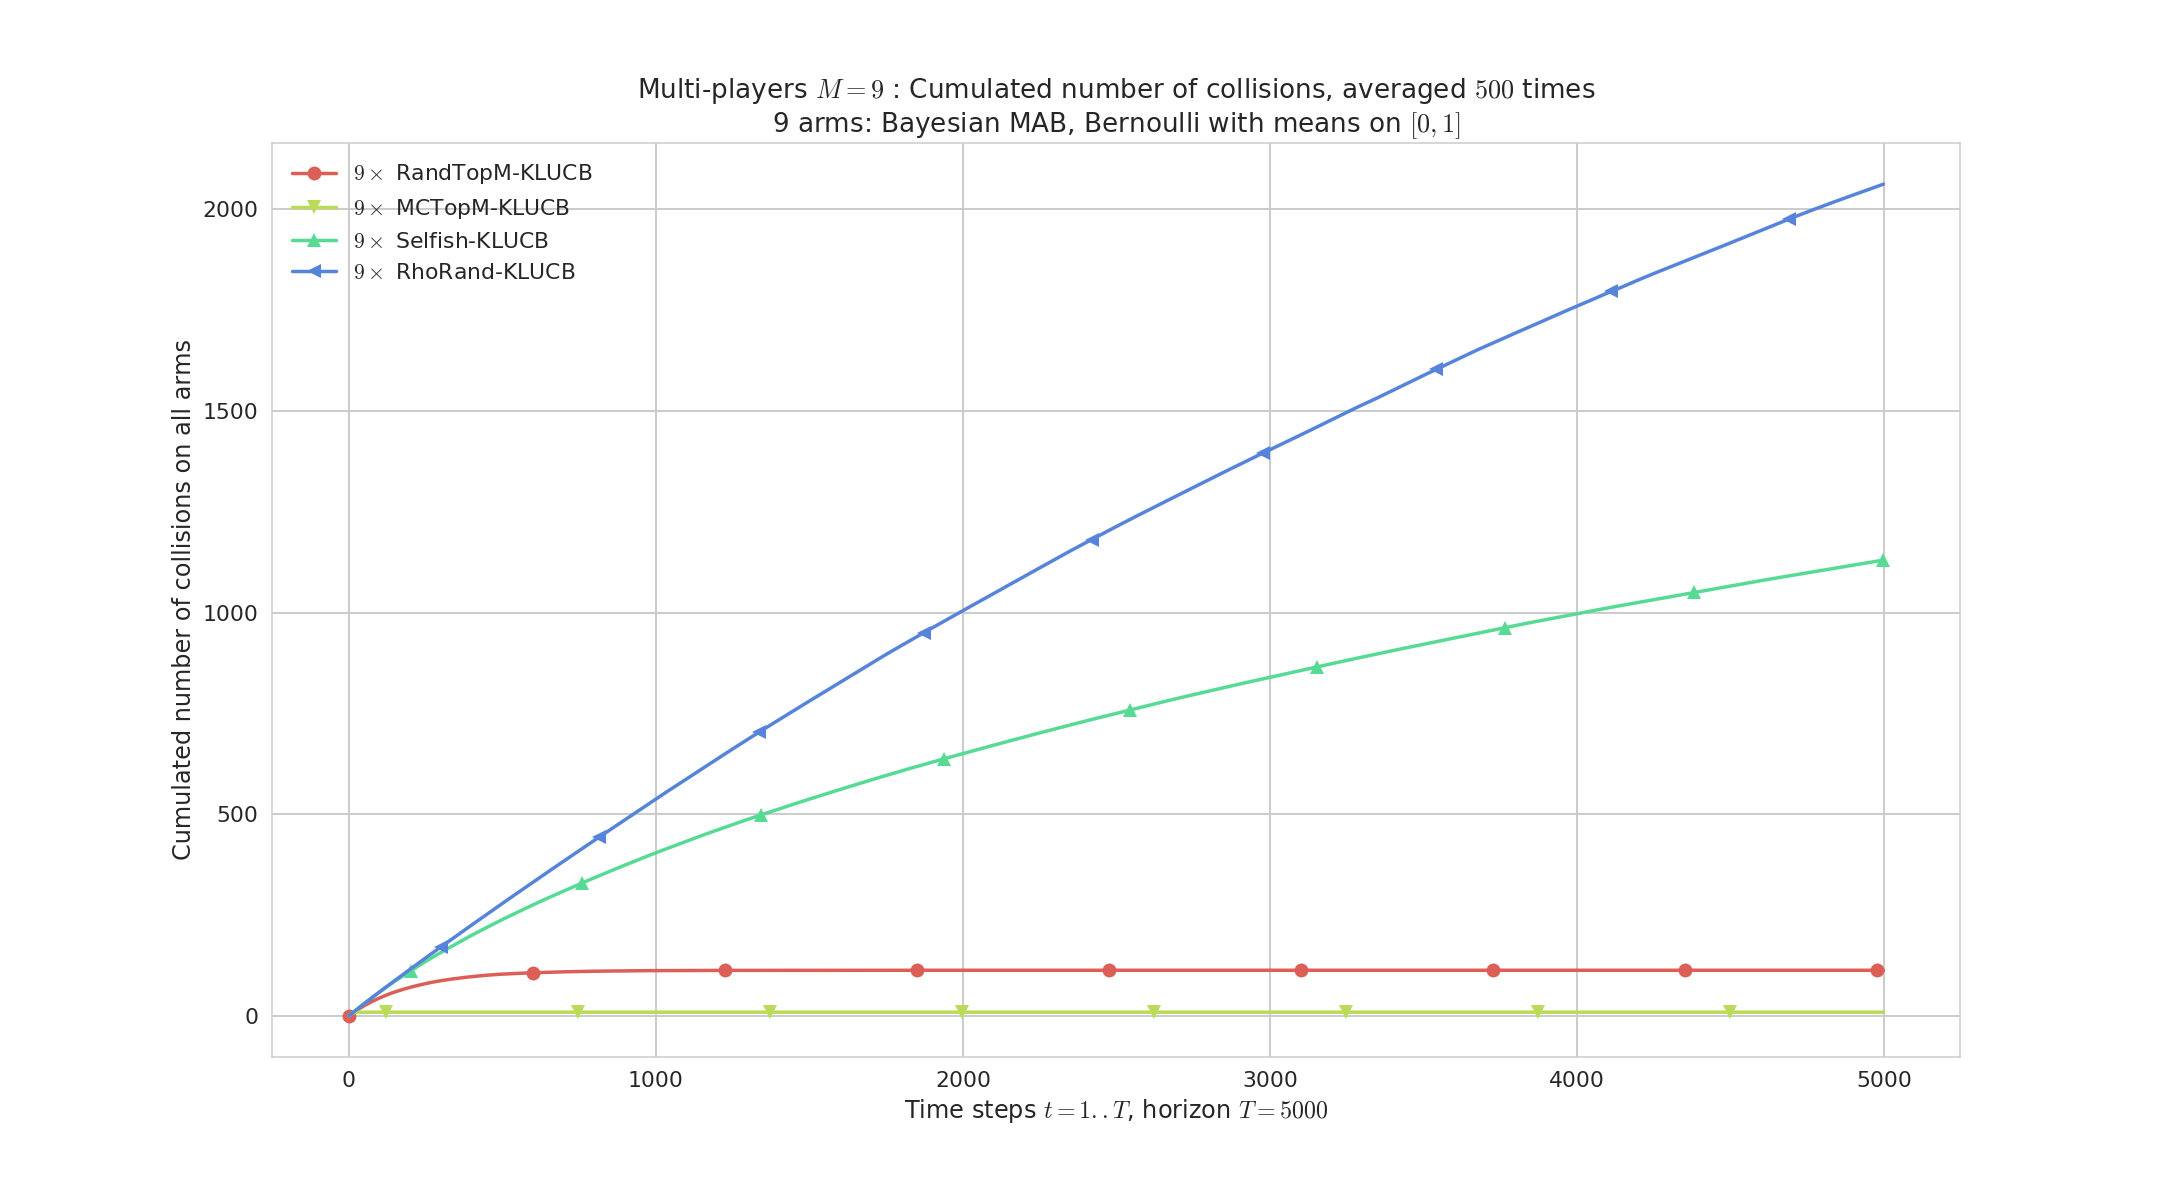 Multi-players M = 9 : Cumulated number of collisions, averaged 500 times
9 arms: Bayesian MAB, Bernoulli with means on [0, 1]
9× RandTopM-KLUCB
9× MCTopM-KLUCB
9× Selfish-KLUCB
9× RhoRand-KLUCB
Cumulated number of collisions on all arms
2000
1500
1000
500
0
0 1000 2000 3000 4000 5000
Time steps t = 1..T, horizon T = 5000